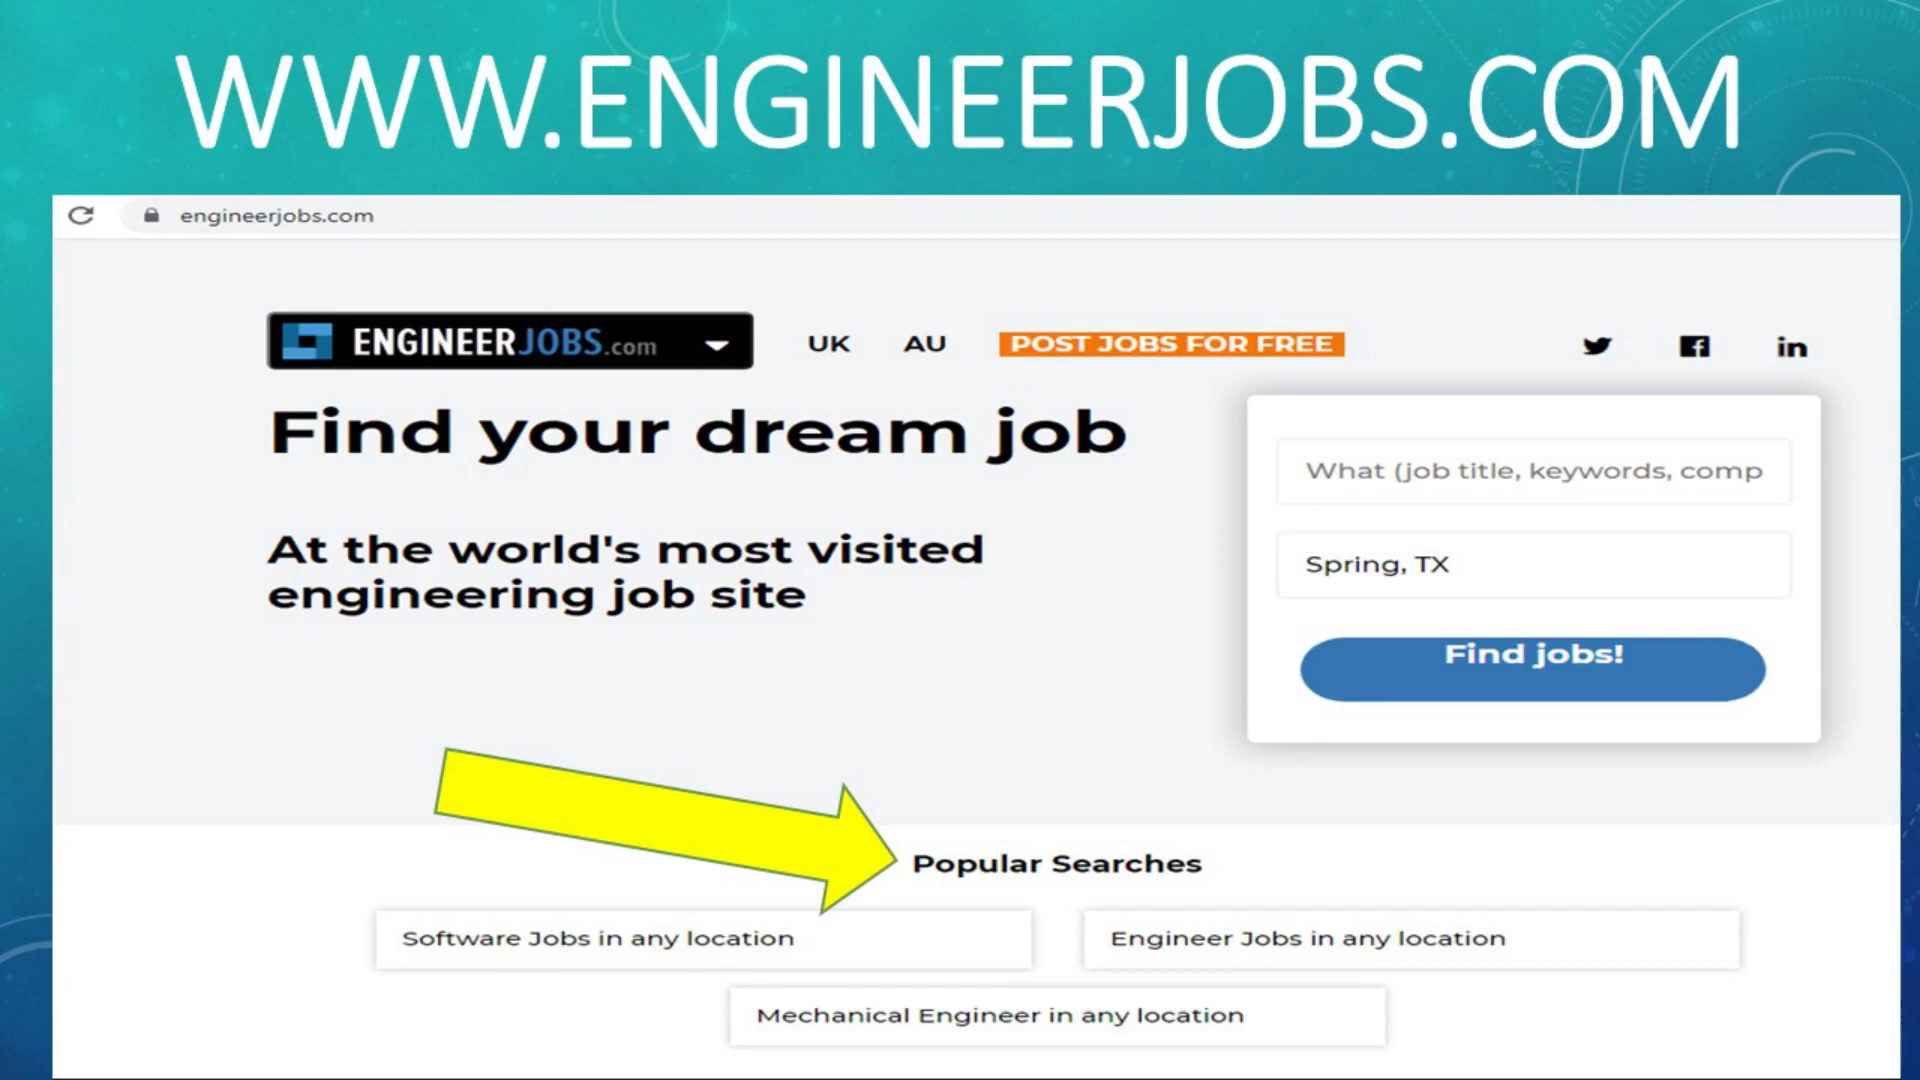 WWW.ENGINEERJOBS.COM
engineerjobs.com
ENGINEERJOBS.com UK AU POST JOBS FOR FREE
Find your dream job
At the world's most visited
engineering job site
What (job title, keywords, comp
Spring, TX
Find jobs!
Popular Searches
Software Jobs in any location
Engineer Jobs in any location
Mechanical Engineer in any location